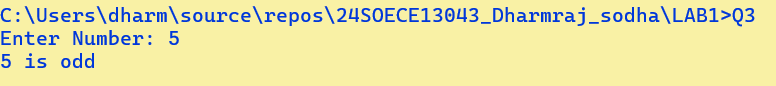 C:\Users\dharm\source\repos\24SOECE13043_Dharmraj_sodha\LAB1>Q3
Enter Number: 5
5 is odd